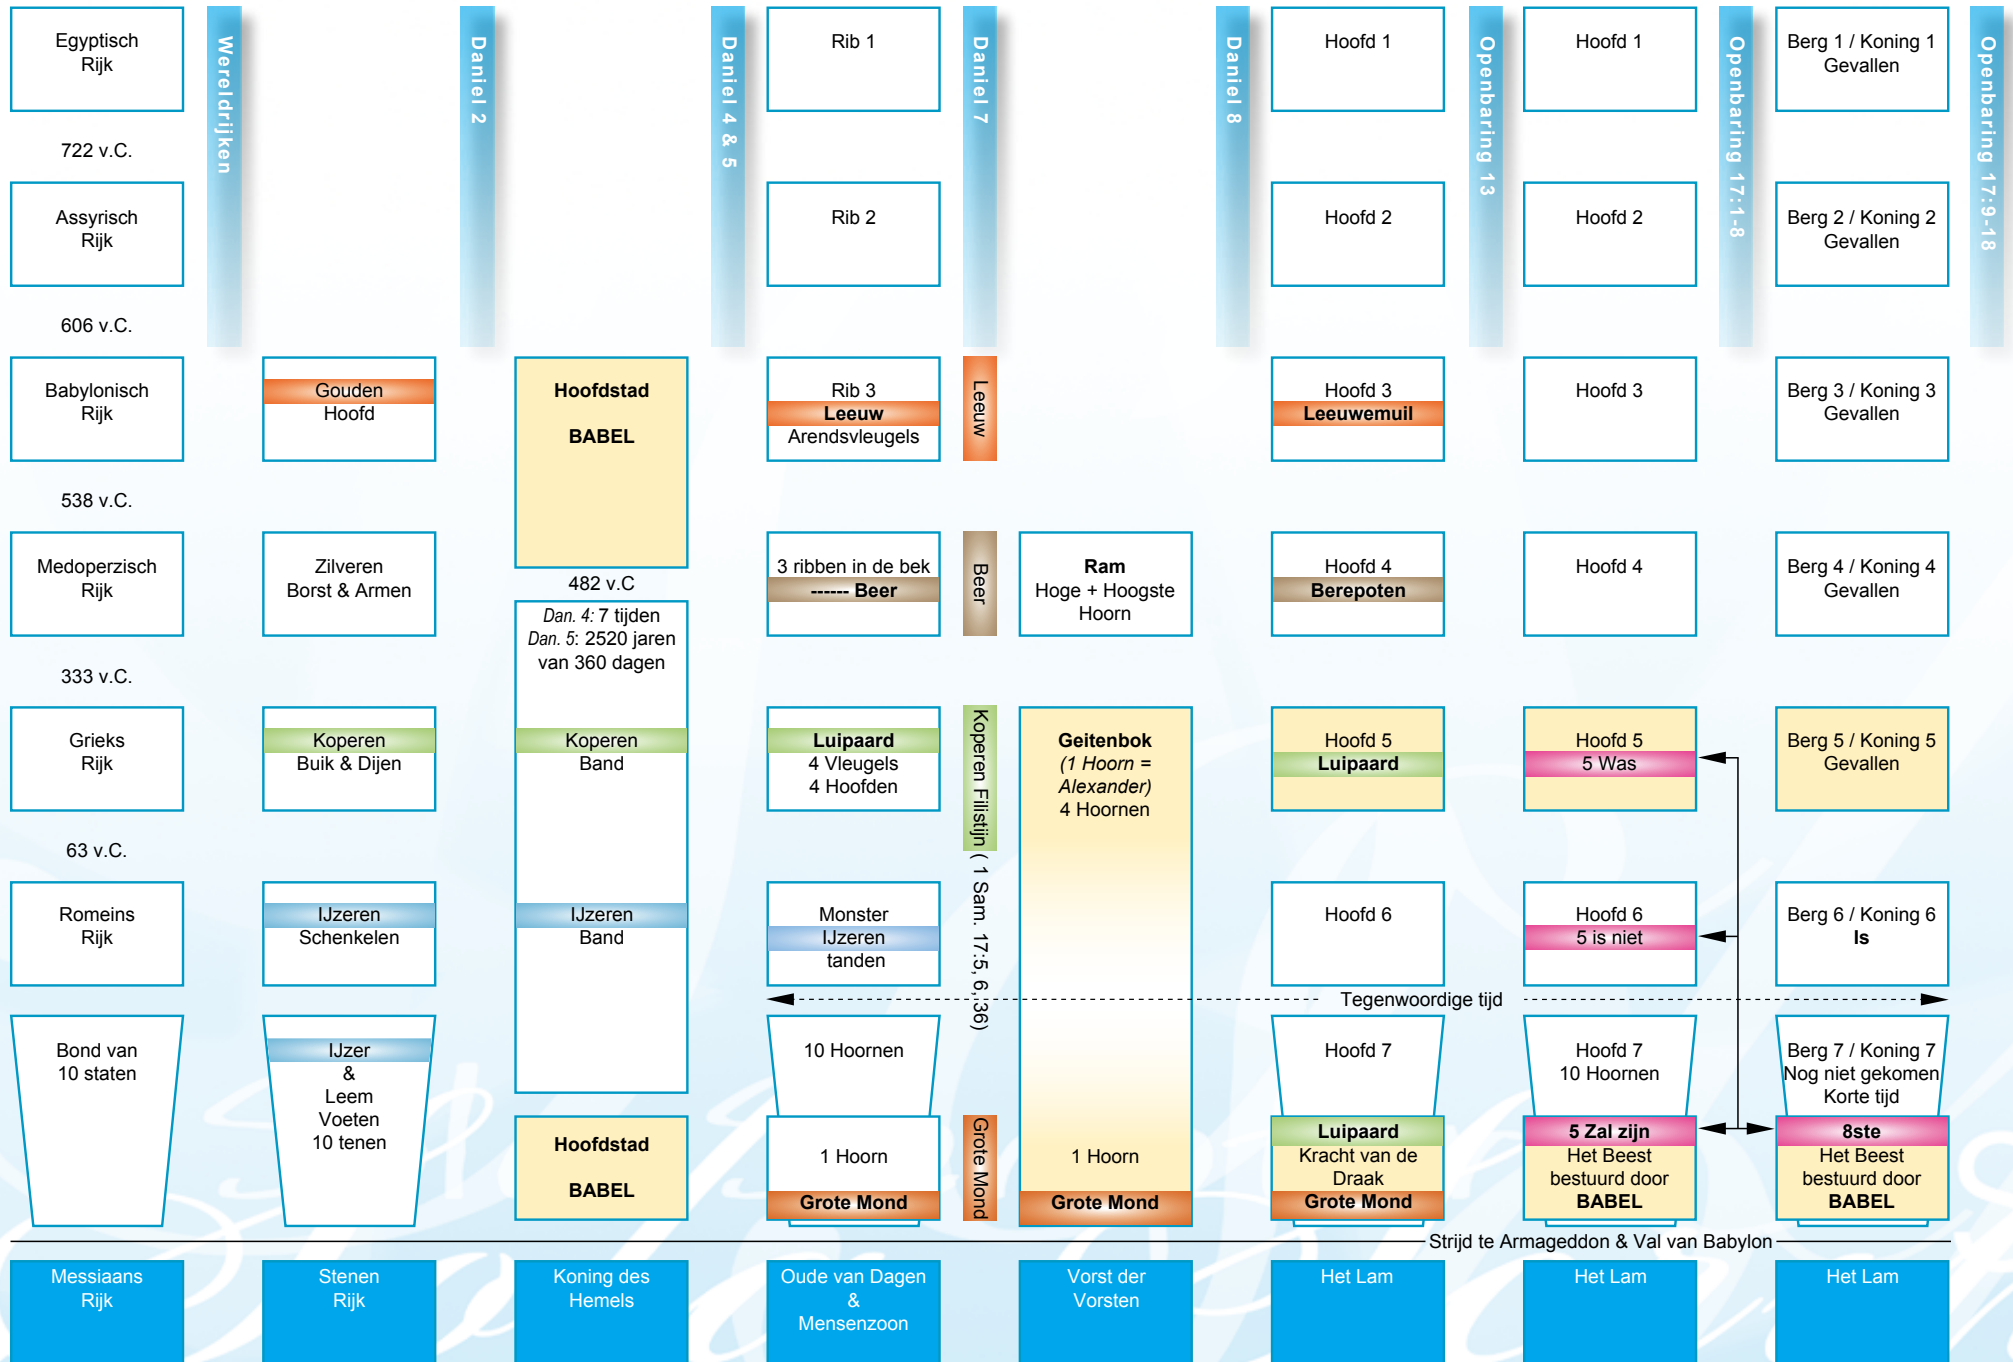 Egyptisch
Rijk
722 v.C.
Assyrisch
Rijk
606 v.C.
Babylonisch
Rijk
538 v.C.
Medoperzisch
Rijk
333 v.C.
Grieks
Rijk
63 v.C.
Romeins
Rijk
Bond van
10 staten
Messiaans
Rijk
Wereldrijken
Gouden
Hoofd
Zilveren
Borst & Armen
Koperen
Buik & Dijen
IJzeren
Schenkelen
IJzer
&
Leem
Voeten
10 tenen
Stenen
Rijk
Daniel 2
Hoofdstad
BABEL
482 v.C
Dan. 4: 7 tijden
Dan. 5: 2520 jaren
van 360 dagen
Koperen
Band
IJzeren
Band
Hoofdstad
BABEL
Koning des
Hemels
Daniel 4 & 5
Rib 1
Rib 2
Rib 3
Leeuw
Arendsvleugels
3 ribben in de bek
------ Beer
Luipaard
4 Vleugels
4 Hoofden
Monster
IJzeren
tanden
10 Hoornen
1 Hoorn
Grote Mond
Oude van Dagen
&
Mensenzoon
Daniel 7
Leeuw
Beer
Koperen Filistijn ( 1 Sam. 17:5, 6, 36)
Grote Mond
Ram
Hoge + Hoogste
Hoorn
Geitenbok
(1 Hoorn =
Alexander)
4 Hoornen
1 Hoorn
Grote Mond
Vorst der
Vorsten
Daniel 8
Hoofd 1
Hoofd 2
Hoofd 3
Leeuwemuil
Hoofd 4
Berepoten
Hoofd 5
Luipaard
Hoofd 6
Tegenwoordige tijd
Hoofd 7
Luipaard
Kracht van de
Draak
Grote Mond
Strijd te Armageddon & Val van Babylon
Het Lam
Openbaring 13
Hoofd 1
Hoofd 2
Hoofd 3
Hoofd 4
Hoofd 5
5 Was
Hoofd 6
5 is niet
Hoofd 7
10 Hoornen
5 Zal zijn
Het Beest
bestuurd door
BABEL
Het Lam
Openbaring 17:1-8
Berg 1 / Koning 1
Gevallen
Berg 2 / Koning 2
Gevallen
Berg 3 / Koning 3
Gevallen
Berg 4 / Koning 4
Gevallen
Berg 5 / Koning 5
Gevallen
Berg 6 / Koning 6
Is
Berg 7 / Koning 7
Nog niet gekomen
Korte tijd
8ste
Het Beest
bestuurd door
BABEL
Het Lam
Openbaring 17:9-18